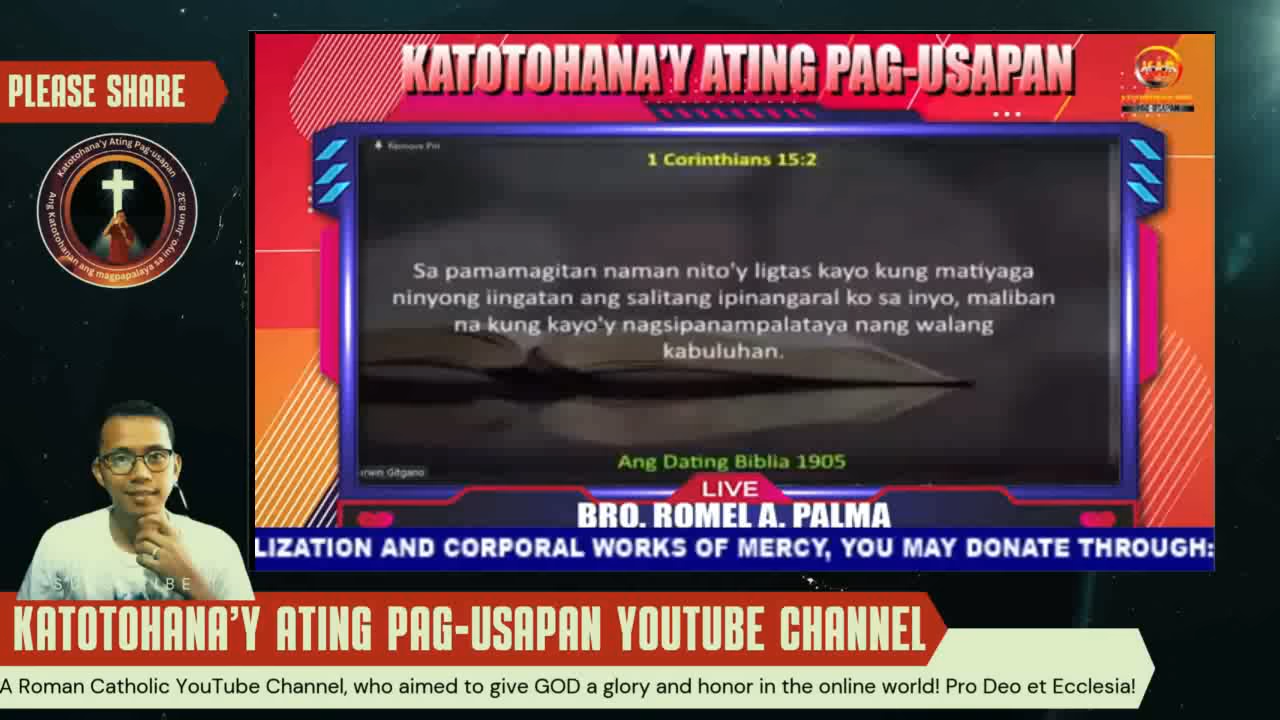 PLEASE SHARE
Katotohana'y Ating Pag-usapan
Ang Katotohanan ang magpapalaya sa inyo. Juan 8:32
KATOTOHANA'Y ATING PAG-USAPAN
1 Corinthians 15:2
Sa pamamagitan naman nito'y ligtas kayo kung matiyaga
ninyong iingatan ang salitang ipinangaral ko sa inyo, maliban
na kung kayo'y nagsipanampalataya nang walang
kabuluhan.
rwin Gitgano
Ang Dating Biblia 1905
LIVE
BRO. ROMEL A. PALMA
LIZATION AND CORPORAL WORKS OF MERCY, YOU MAY DONATE THROUGH:
KATOTOHANA'Y ATING PAG-USAPAN YOUTUBE CHANNEL
A Roman Catholic YouTube Channel, who aimed to give GOD a glory and honor in the online world! Pro Deo et Ecclesia!